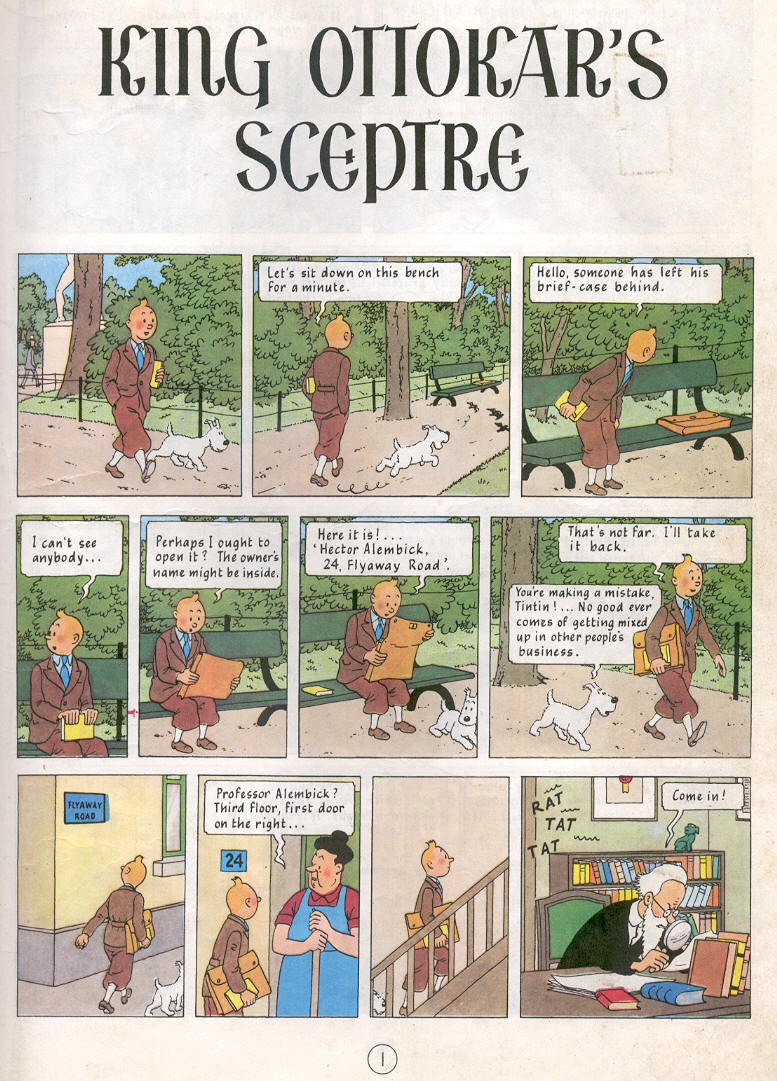 KING OTTOKAR'S
SCEPTRE
Let's sit down on this bench
for a minute.
Hello, someone has left his
brief-case behind.
I can't see
anybody...
Perhaps I ought to
open it? The owner's
name might be inside.
Here it is!...
'Hector Alembick,
24, Flyaway Road'.
That's not far. I'll take
it back.
You're making a mistake,
Tintin!... No good ever
comes of getting mixed
up in other people's
business.
FLYAWAY
ROAD
Professor Alembick?
Third floor, first door
on the right...
24
RAT
TAT
TAT
Come in!
1